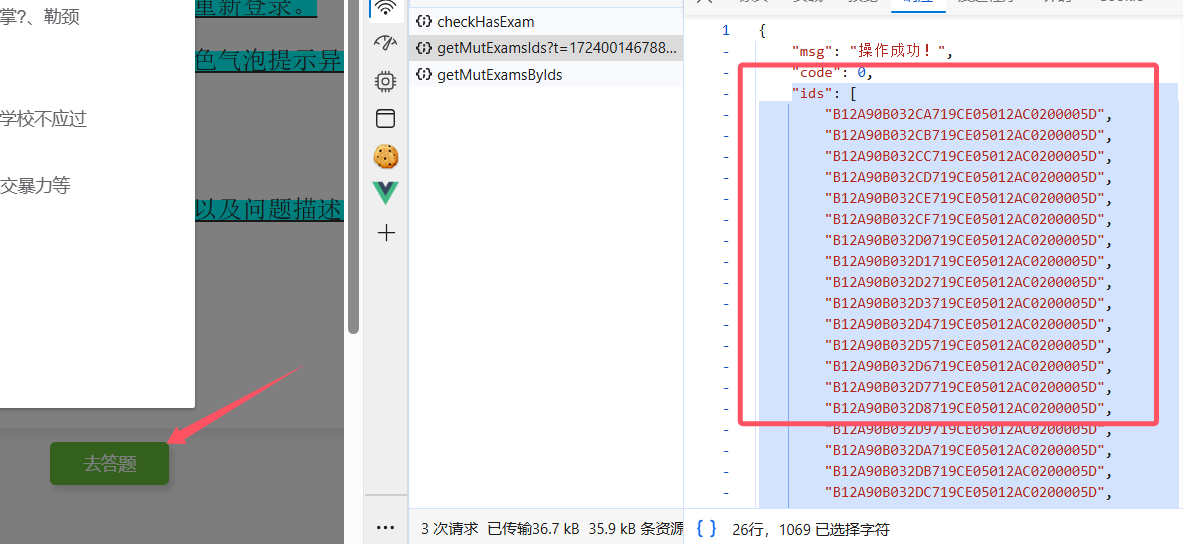 重新登录。
掌?、勒颈
色气泡提示异
学校不应过
交暴力等
以及问题描述
去答题
checkHasExam
getMutExamsIds?t=172400146788...
getMutExamsByIds
3 次请求 已传输36.7 kB 35.9 kB 条资源
1 {
"msg": "操作成功！",
"code": 0,
"ids": [
"B12A90B032CA719CE05012AC0200005D",
"B12A90B032CB719CE05012AC0200005D",
"B12A90B032CC719CE05012AC0200005D",
"B12A90B032CD719CE05012AC0200005D",
"B12A90B032CE719CE05012AC0200005D",
"B12A90B032CF719CE05012AC0200005D",
"B12A90B032D0719CE05012AC0200005D",
"B12A90B032D1719CE05012AC0200005D",
"B12A90B032D2719CE05012AC0200005D",
"B12A90B032D3719CE05012AC0200005D",
"B12A90B032D4719CE05012AC0200005D",
"B12A90B032D5719CE05012AC0200005D",
"B12A90B032D6719CE05012AC0200005D",
"B12A90B032D7719CE05012AC0200005D",
"B12A90B032D8719CE05012AC0200005D",
"B12A90B032D9719CE05012AC0200005D",
"B12A90B032DA719CE05012AC0200005D",
"B12A90B032DB719CE05012AC0200005D",
"B12A90B032DC719CE05012AC0200005D",
{ } 26行，1069 已选择字符